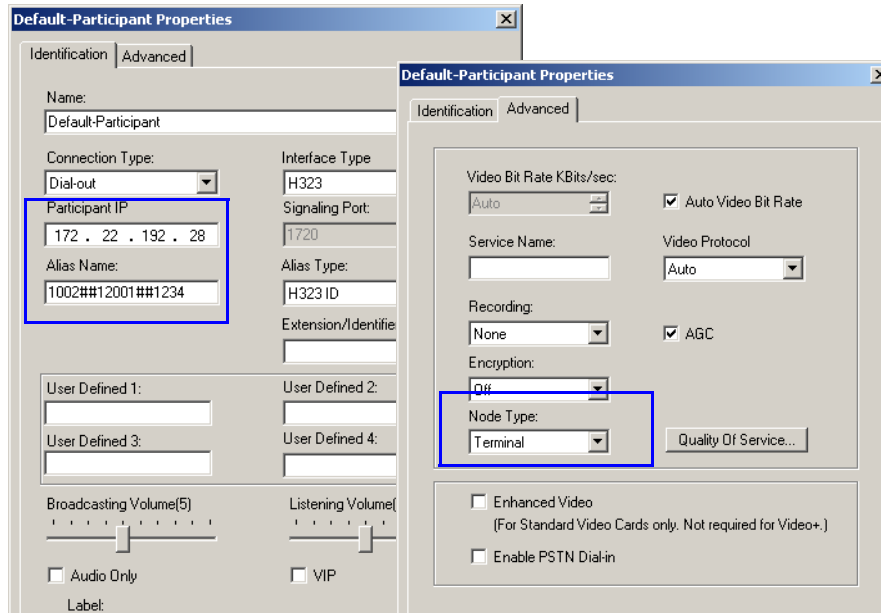 Default-Participant Properties
Identification Advanced
Name:
Default-Participant
Connection Type: Interface Type
Dial-out H323
Participant IP Signaling Port:
172 . 22 . 192 . 28 1720
Alias Name: Alias Type:
1002##12001##1234 H323 ID
Extension/Identifie
User Defined 1: User Defined 2:
User Defined 3: User Defined 4:
Broadcasting Volume(5) Listening Volume(
Audio Only VIP
Label:
Default-Participant Properties
Identification Advanced
Video Bit Rate KBits/sec:
Auto Auto Video Bit Rate
Service Name: Video Protocol
Auto
Recording:
None AGC
Encryption:
Off
Node Type:
Terminal Quality Of Service...
Enhanced Video
(For Standard Video Cards only. Not required for Video+.)
Enable PSTN Dial-in